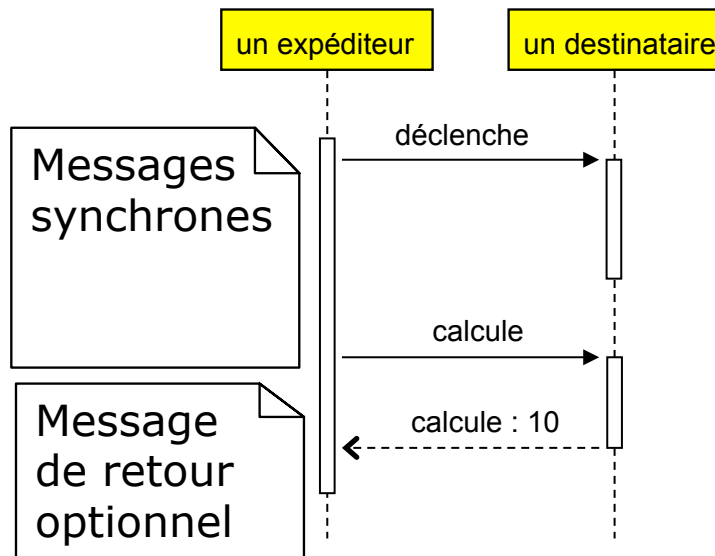 un expéditeur
un destinataire
déclenche
Messages
synchrones
calcule
calcule : 10
Message
de retour
optionnel